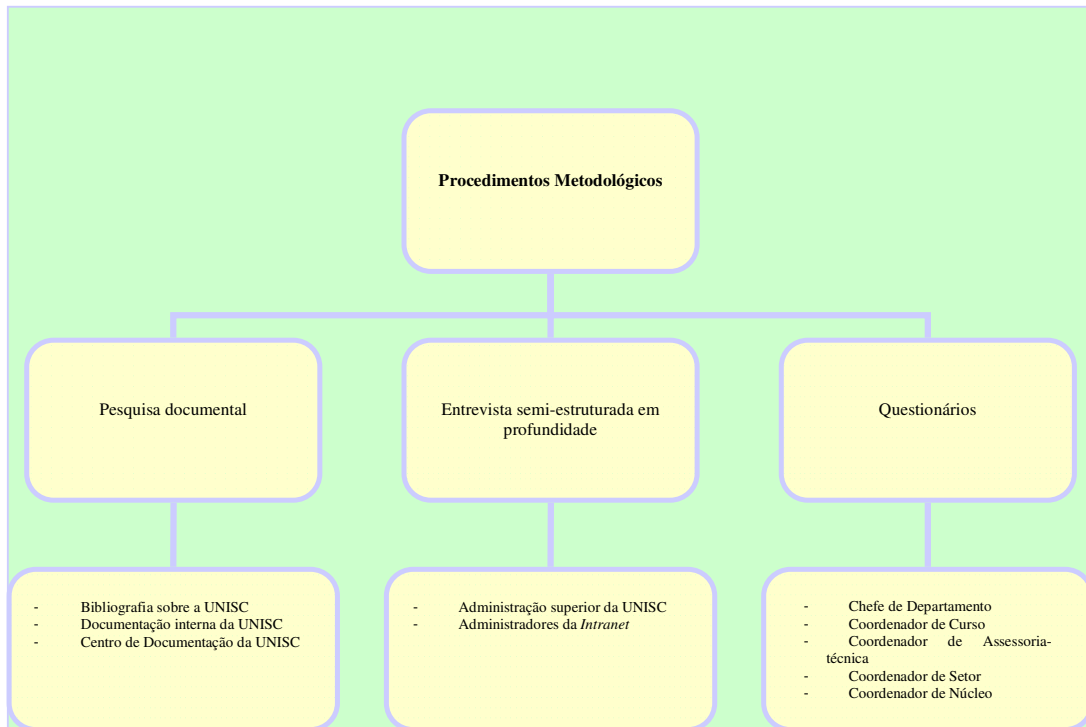 Procedimentos Metodológicos
Pesquisa documental
Entrevista semi-estruturada em
profundidade
Questionários
- Bibliografia sobre a UNISC
- Documentação interna da UNISC
- Centro de Documentação da UNISC
- Administração superior da UNISC
- Administradores da Intranet
- Chefe de Departamento
- Coordenador de Curso
- Coordenador de Assessoria-
técnica
- Coordenador de Setor
- Coordenador de Núcleo